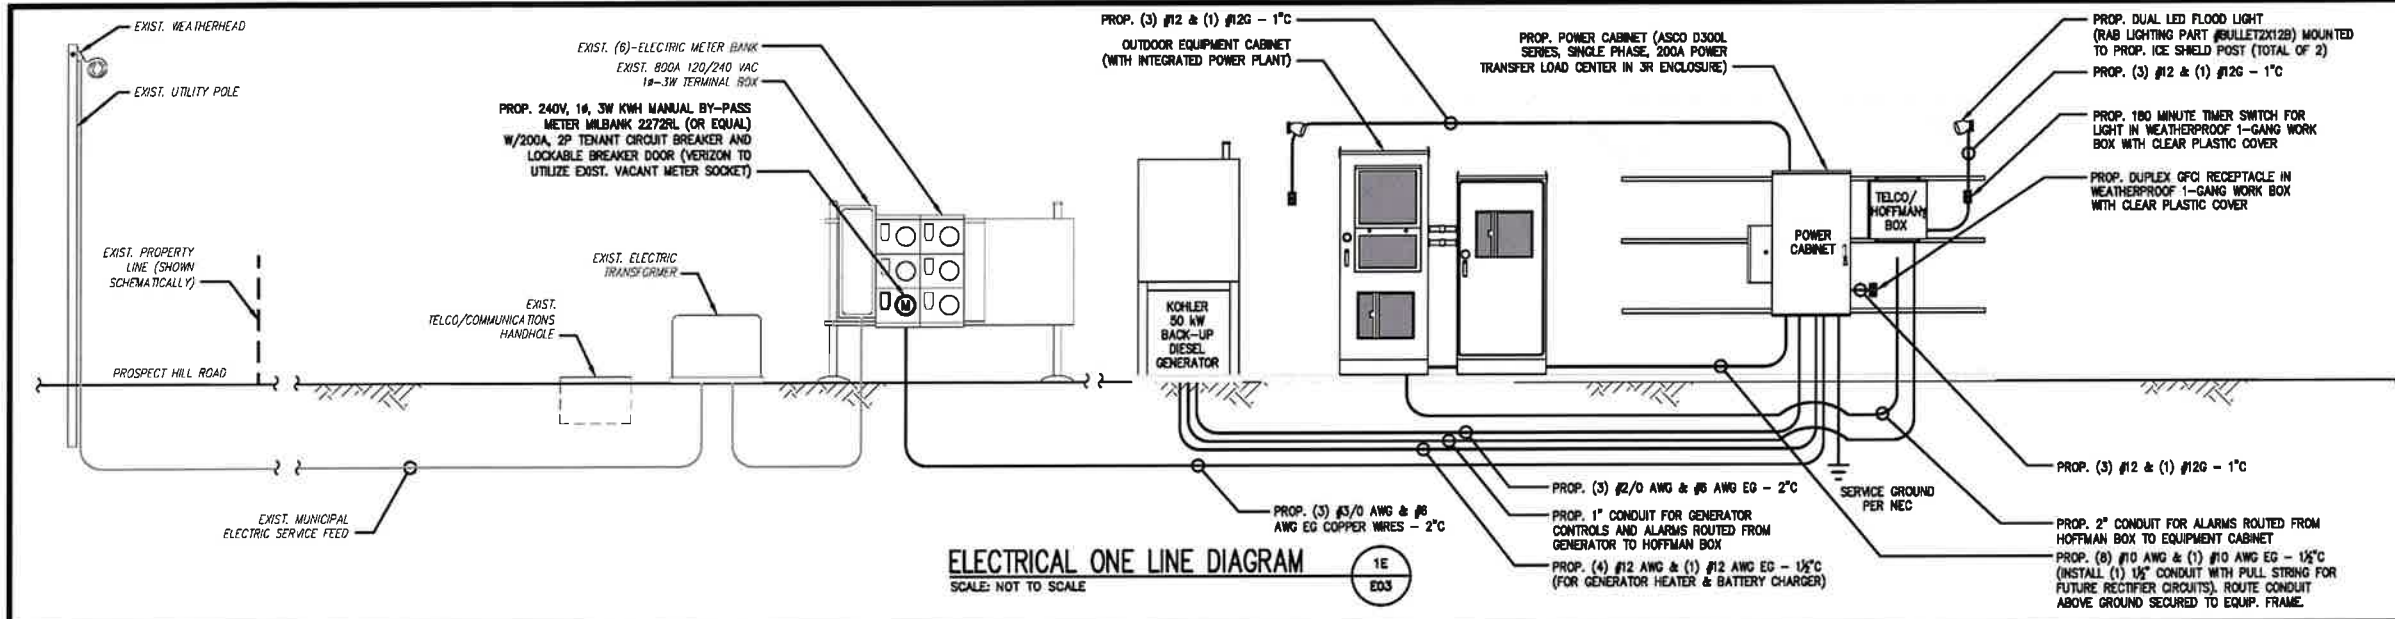 EXIST. WEATHERHEAD
EXIST. UTILITY POLE
EXIST. PROPERTY
LINE (SHOWN
SCHEMATICALLY)
PROSPECT HILL ROAD
EXIST. MUNICIPAL
ELECTRIC SERVICE FEED
EXIST.
TELCO/COMMUNICATIONS
HANDHOLE
EXIST. ELECTRIC
TRANSFORMER
EXIST. (6)-ELECTRIC METER BANK
EXIST. 800A 120/240 VAC
1ø-3W TERMINAL BOX
PROP. 240V, 1ø, 3W KWH MANUAL BY-PASS
METER MILBANK 2272RL (OR EQUAL)
W/200A, 2P TENANT CIRCUIT BREAKER AND
LOCKABLE BREAKER DOOR (VERIZON TO
UTILIZE EXIST. VACANT METER SOCKET)
M
PROP. (3) #12 & (1) #12G - 1"C
OUTDOOR EQUIPMENT CABINET
(WITH INTEGRATED POWER PLANT)
PROP. POWER CABINET (ASCO D300L
SERIES, SINGLE PHASE, 200A POWER
TRANSFER LOAD CENTER IN 3R ENCLOSURE)
KOHLER
50 kW
BACK-UP
DIESEL
GENERATOR
POWER
CABINET
TELCO/
HOFFMAN
BOX
PROP. DUAL LED FLOOD LIGHT
(RAB LIGHTING PART #BULLET2X12B) MOUNTED
TO PROP. ICE SHIELD POST (TOTAL OF 2)
PROP. (3) #12 & (1) #12G - 1"C
PROP. 180 MINUTE TIMER SWITCH FOR
LIGHT IN WEATHERPROOF 1-GANG WORK
BOX WITH CLEAR PLASTIC COVER
PROP. DUPLEX GFCI RECEPTACLE IN
WEATHERPROOF 1-GANG WORK BOX
WITH CLEAR PLASTIC COVER
PROP. (3) #12 & (1) #12G - 1"C
SERVICE GROUND
PER NEC
PROP. 2" CONDUIT FOR ALARMS ROUTED FROM
HOFFMAN BOX TO EQUIPMENT CABINET
PROP. (8) #10 AWG & (1) #10 AWG EG - 1½"C
(INSTALL (1) 1½" CONDUIT WITH PULL STRING FOR
FUTURE RECTIFIER CIRCUITS). ROUTE CONDUIT
ABOVE GROUND SECURED TO EQUIP. FRAME.
PROP. (3) #2/0 AWG & #6 AWG EG - 2"C
PROP. 1" CONDUIT FOR GENERATOR
CONTROLS AND ALARMS ROUTED FROM
GENERATOR TO HOFFMAN BOX
PROP. (4) #12 AWG & (1) #12 AWG EG - 1½"C
(FOR GENERATOR HEATER & BATTERY CHARGER)
PROP. (3) #3/0 AWG & #6
AWG EG COPPER WIRES - 2"C
ELECTRICAL ONE LINE DIAGRAM
SCALE: NOT TO SCALE
1E
E03